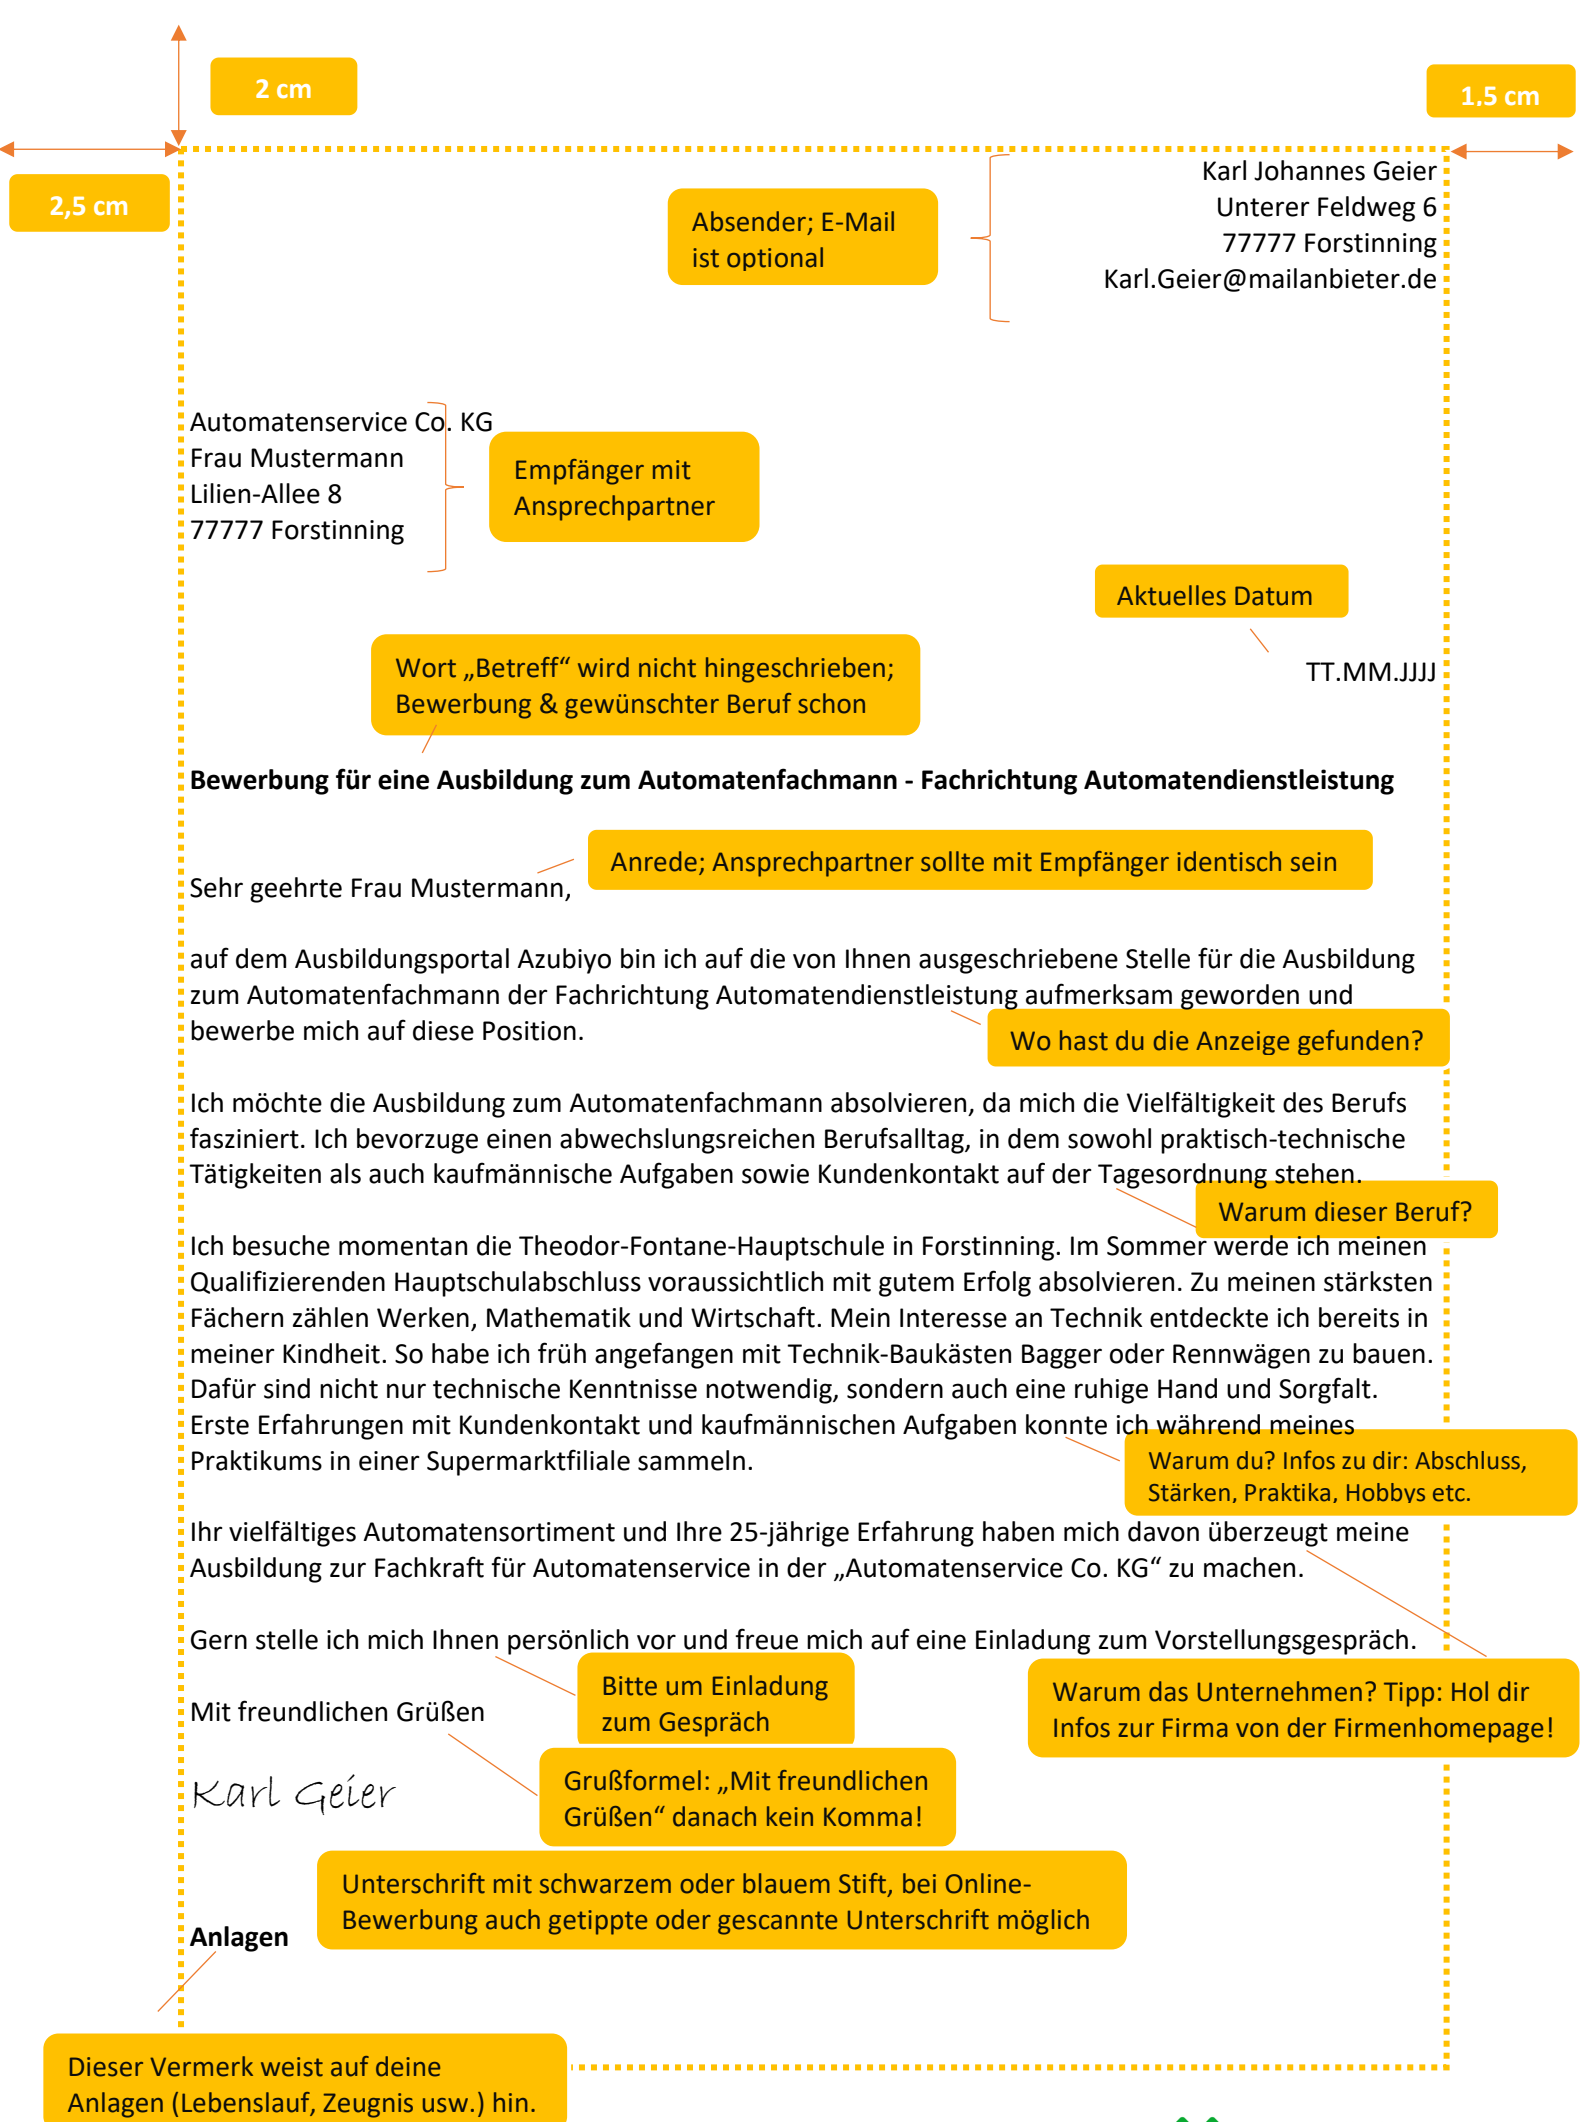 2 cm
1,5 cm
2,5 cm
Karl Johannes Geier
Unterer Feldweg 6
77777 Forstinning
Karl.Geier@mailanbieter.de
Absender; E-Mail
ist optional
Automatenservice Co. KG
Frau Mustermann
Lilien-Allee 8
77777 Forstinning
Empfänger mit
Ansprechpartner
Aktuelles Datum
TT.MM.JJJJ
Wort „Betreff“ wird nicht hingeschrieben;
Bewerbung & gewünschter Beruf schon
Bewerbung für eine Ausbildung zum Automatenfachmann - Fachrichtung Automatendienstleistung
Anrede; Ansprechpartner sollte mit Empfänger identisch sein
Sehr geehrte Frau Mustermann,
auf dem Ausbildungsportal Azubiyo bin ich auf die von Ihnen ausgeschriebene Stelle für die Ausbildung
zum Automatenfachmann der Fachrichtung Automatendienstleistung aufmerksam geworden und
bewerbe mich auf diese Position.
Wo hast du die Anzeige gefunden?
Ich möchte die Ausbildung zum Automatenfachmann absolvieren, da mich die Vielfältigkeit des Berufs
fasziniert. Ich bevorzuge einen abwechslungsreichen Berufsalltag, in dem sowohl praktisch-technische
Tätigkeiten als auch kaufmännische Aufgaben sowie Kundenkontakt auf der Tagesordnung stehen.
Warum dieser Beruf?
Ich besuche momentan die Theodor-Fontane-Hauptschule in Forstinning. Im Sommer werde ich meinen
Qualifizierenden Hauptschulabschluss voraussichtlich mit gutem Erfolg absolvieren. Zu meinen stärksten
Fächern zählen Werken, Mathematik und Wirtschaft. Mein Interesse an Technik entdeckte ich bereits in
meiner Kindheit. So habe ich früh angefangen mit Technik-Baukästen Bagger oder Rennwägen zu bauen.
Dafür sind nicht nur technische Kenntnisse notwendig, sondern auch eine ruhige Hand und Sorgfalt.
Erste Erfahrungen mit Kundenkontakt und kaufmännischen Aufgaben konnte ich während meines
Praktikums in einer Supermarktfiliale sammeln.
Warum du? Infos zu dir: Abschluss,
Stärken, Praktika, Hobbys etc.
Ihr vielfältiges Automatensortiment und Ihre 25-jährige Erfahrung haben mich davon überzeugt meine
Ausbildung zur Fachkraft für Automatenservice in der „Automatenservice Co. KG“ zu machen.
Gern stelle ich mich Ihnen persönlich vor und freue mich auf eine Einladung zum Vorstellungsgespräch.
Bitte um Einladung
zum Gespräch
Warum das Unternehmen? Tipp: Hol dir
Infos zur Firma von der Firmenhomepage!
Mit freundlichen Grüßen
Grußformel: „Mit freundlichen
Grüßen“ danach kein Komma!
Karl Geier
Unterschrift mit schwarzem oder blauem Stift, bei Online-
Bewerbung auch getippte oder gescannte Unterschrift möglich
Anlagen
Dieser Vermerk weist auf deine
Anlagen (Lebenslauf, Zeugnis usw.) hin.